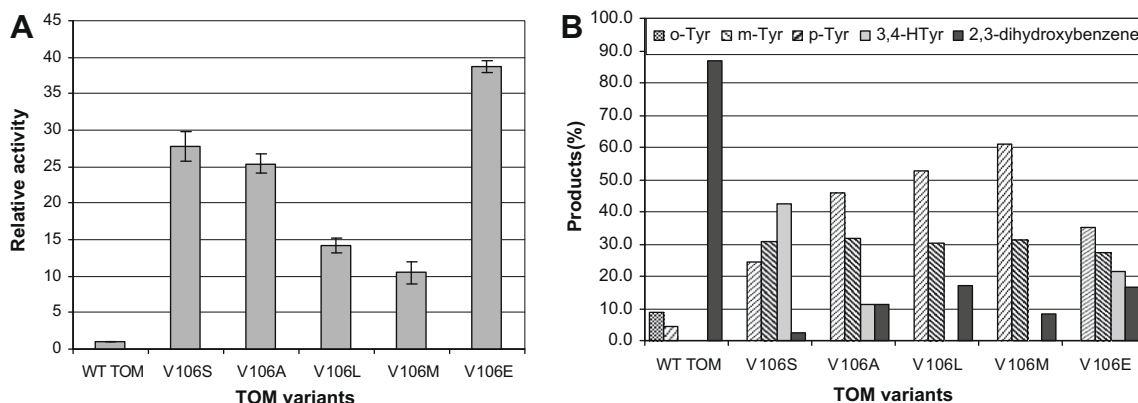 A
Relative activity
45
40
35
30
25
20
15
10
5
0
WT TOM V106S V106A V106L V106M V106E
TOM variants
B
Products(%)
100.0
90.0
80.0
70.0
60.0
50.0
40.0
30.0
20.0
10.0
0.0
o-Tyr m-Tyr p-Tyr 3,4-HTyr 2,3-dihydroxybenzene
WT TOM V106S V106A V106L V106M V106E
TOM variants